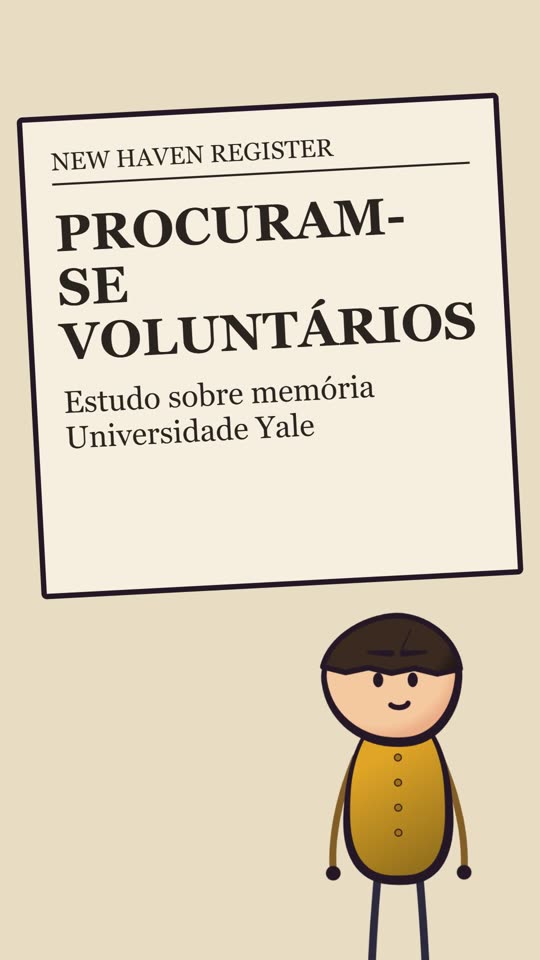 NEW HAVEN REGISTER
PROCURAM-
SE
VOLUNTÁRIOS
Estudo sobre memória
Universidade Yale